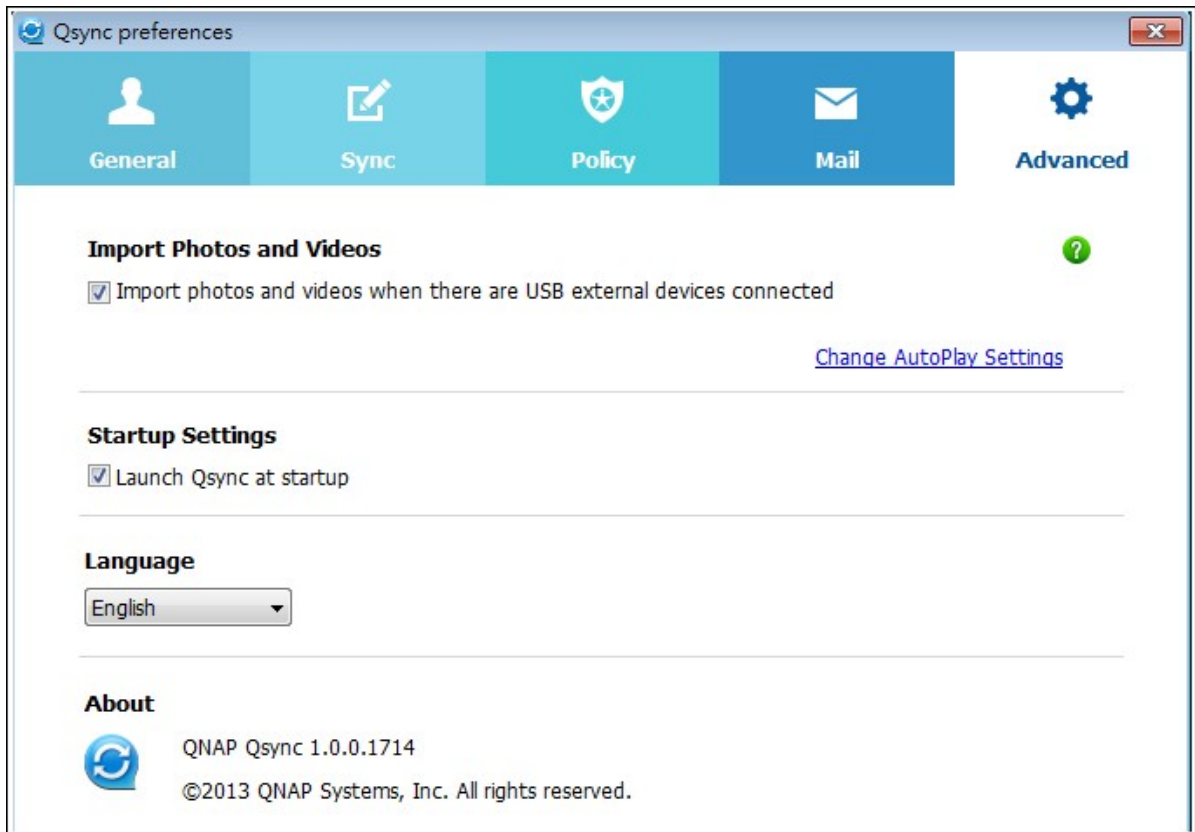 Qsync preferences
General
Sync
Policy
Mail
Advanced
Import Photos and Videos
?
Import photos and videos when there are USB external devices connected
Change AutoPlay Settings
Startup Settings
Launch Qsync at startup
Language
English
About
QNAP Qsync 1.0.0.1714
©2013 QNAP Systems, Inc. All rights reserved.